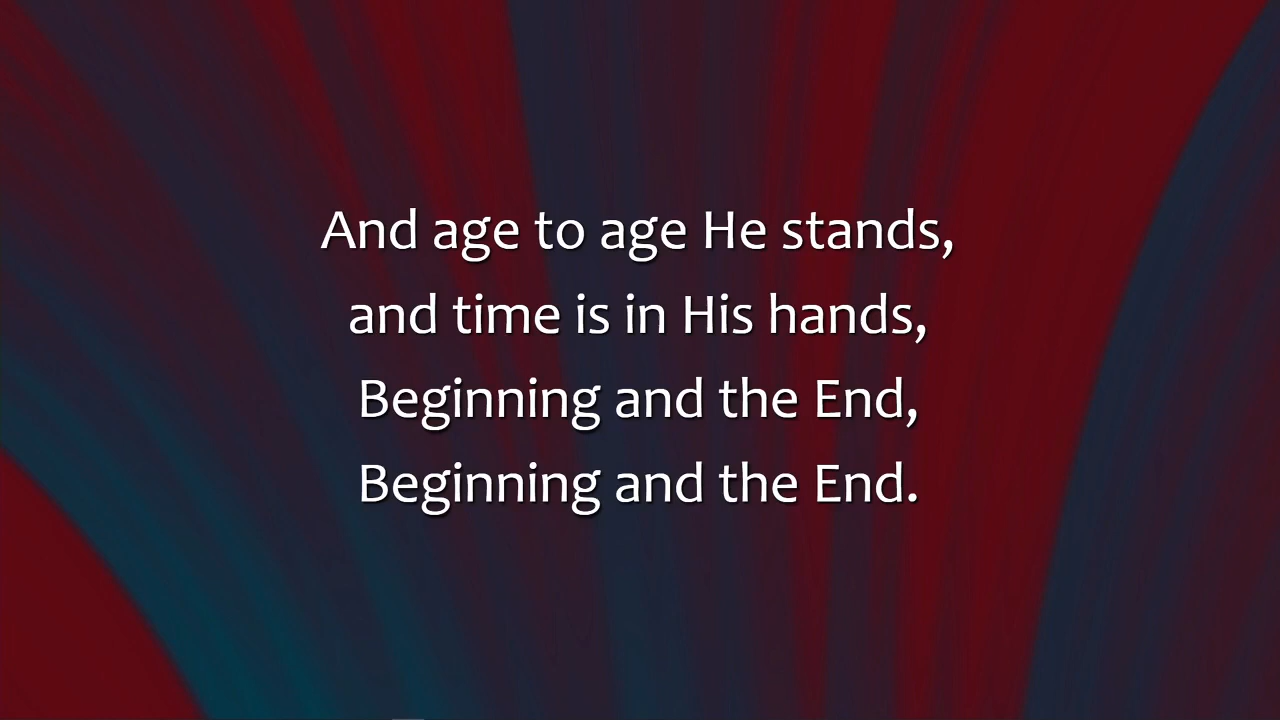 And age to age He stands,
and time is in His hands,
Beginning and the End,
Beginning and the End.